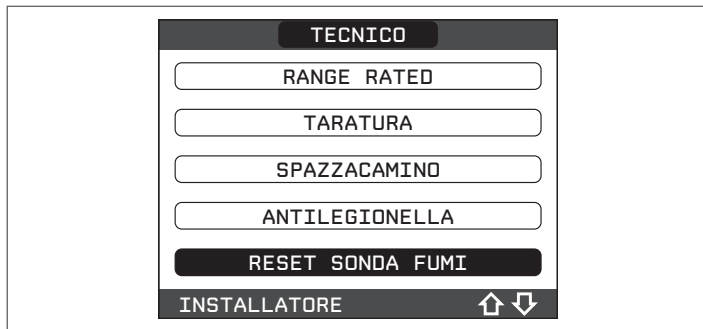 TECNICO
RANGE RATED
TARATURA
SPAZZACAMINO
ANTILEGIONELLA
RESET SONDA FUMI
INSTALLATORE